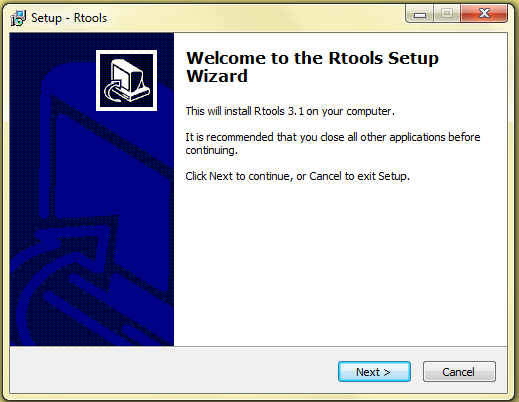 Setup - Rtools
Welcome to the Rtools Setup
Wizard
This will install Rtools 3.1 on your computer.
It is recommended that you close all other applications before
continuing.
Click Next to continue, or Cancel to exit Setup.
Next >
Cancel